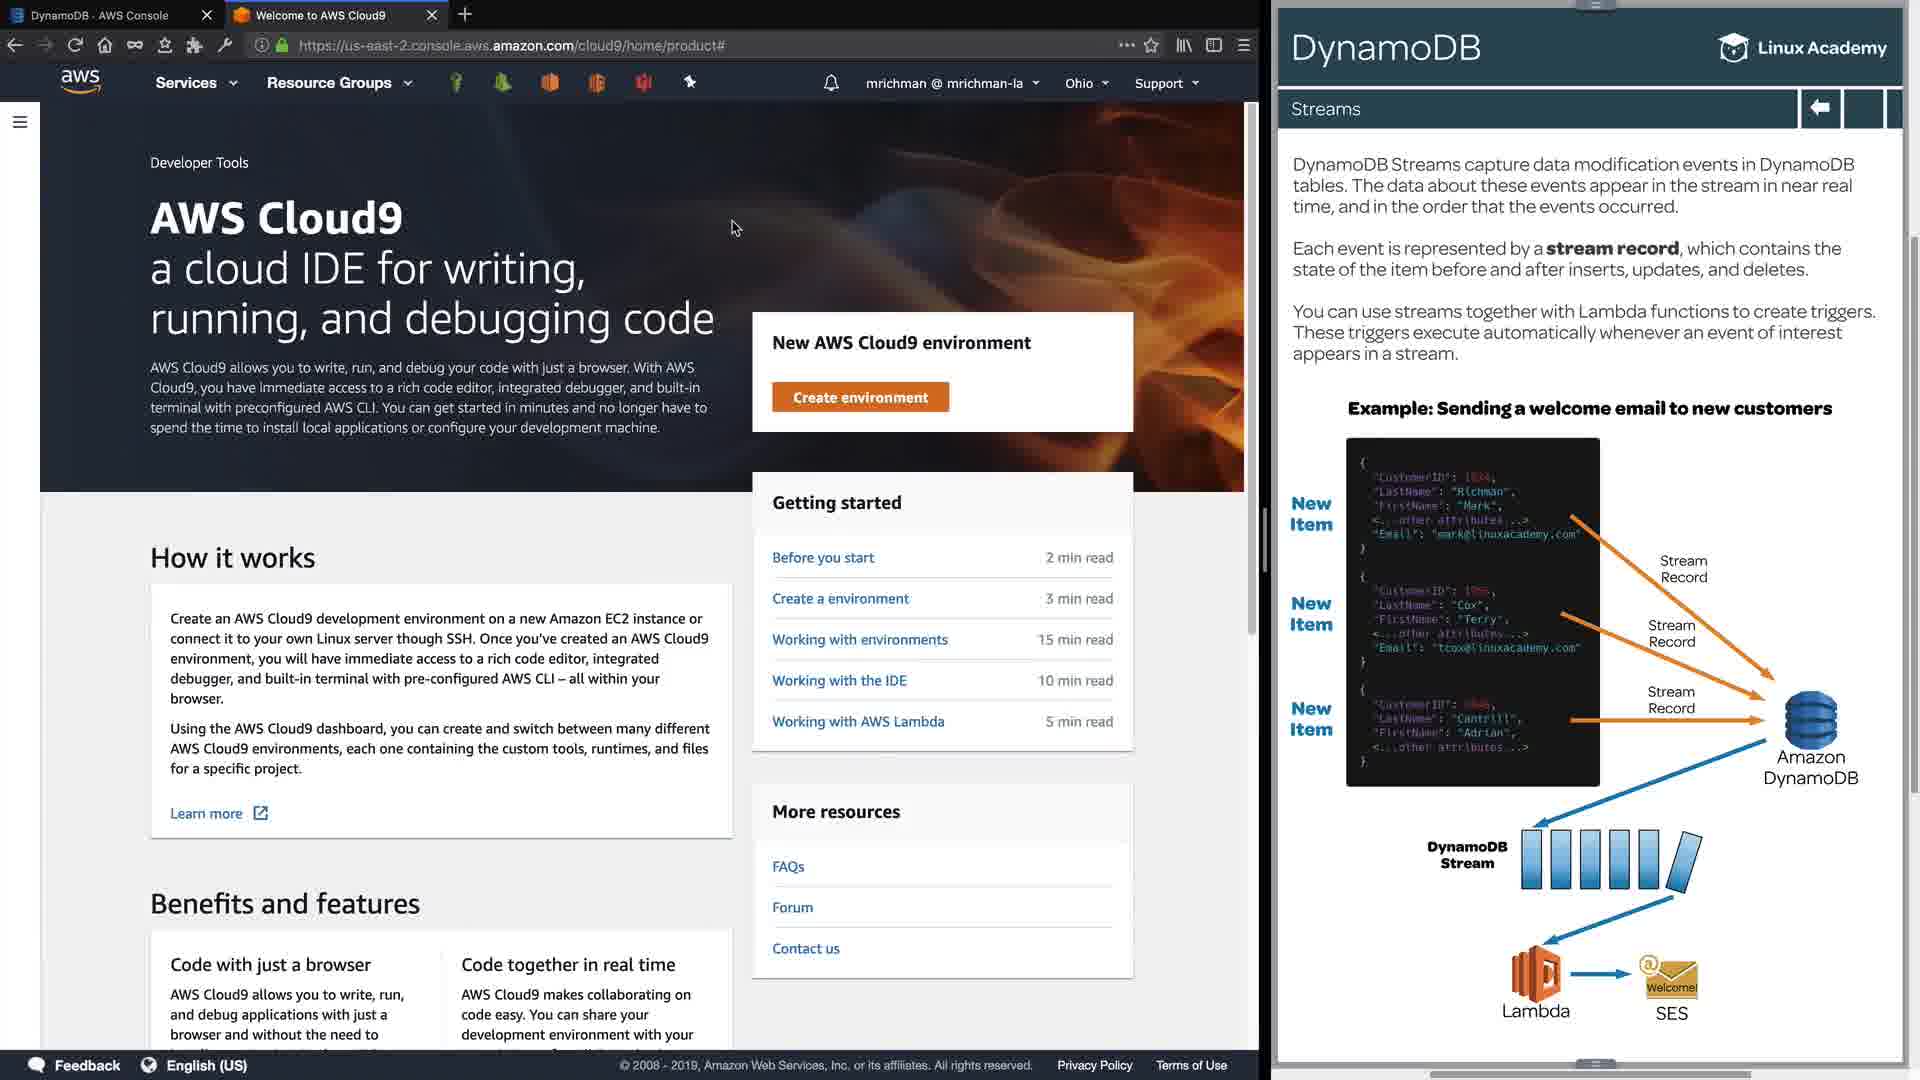 DynamoDB - AWS Console
Welcome to AWS Cloud9
https://us-east-2.console.aws.amazon.com/cloud9/home/product#
aws
Services
Resource Groups
mrichman @ mrichman-la
Ohio
Support
Developer Tools
AWS Cloud9
a cloud IDE for writing,
running, and debugging code
AWS Cloud9 allows you to write, run, and debug your code with just a browser. With AWS
Cloud9, you have immediate access to a rich code editor, integrated debugger, and built-in
terminal with preconfigured AWS CLI. You can get started in minutes and no longer have to
spend the time to install local applications or configure your development machine.
New AWS Cloud9 environment
Create environment
Getting started
Before you start 2 min read
Create a environment 3 min read
Working with environments 15 min read
Working with the IDE 10 min read
Working with AWS Lambda 5 min read
How it works
Create an AWS Cloud9 development environment on a new Amazon EC2 instance or
connect it to your own Linux server though SSH. Once you've created an AWS Cloud9
environment, you will have immediate access to a rich code editor, integrated
debugger, and built-in terminal with pre-configured AWS CLI – all within your
browser.
Using the AWS Cloud9 dashboard, you can create and switch between many different
AWS Cloud9 environments, each one containing the custom tools, runtimes, and files
for a specific project.
Learn more
More resources
FAQs
Forum
Contact us
Benefits and features
Code with just a browser
AWS Cloud9 allows you to write, run,
and debug applications with just a
browser and without the need to
Code together in real time
AWS Cloud9 makes collaborating on
code easy. You can share your
development environment with your
Feedback
English (US)
© 2008 - 2019, Amazon Web Services, Inc. or its affiliates. All rights reserved.
Privacy Policy
Terms of Use
DynamoDB
Linux Academy
Streams
DynamoDB Streams capture data modification events in DynamoDB
tables. The data about these events appear in the stream in near real
time, and in the order that the events occurred.
Each event is represented by a stream record, which contains the
state of the item before and after inserts, updates, and deletes.
You can use streams together with Lambda functions to create triggers.
These triggers execute automatically whenever an event of interest
appears in a stream.
Example: Sending a welcome email to new customers
New
Item
{
"CustomerID":
"LastName": "Richman",
"FirstName": "Mark",
<...other attributes...>
"Email": "mark@linuxacademy.com"
}
New
Item
{
"CustomerID":
"LastName": "Cox",
"FirstName": "Terry",
<...other attributes...>
"Email": "tcox@linuxacademy.com"
}
New
Item
{
"CustomerID":
"LastName": "Cantrill",
"FirstName": "Adrian",
<...other attributes...>
}
Stream
Record
Stream
Record
Stream
Record
Amazon
DynamoDB
DynamoDB
Stream
Lambda
@
Welcome!
SES